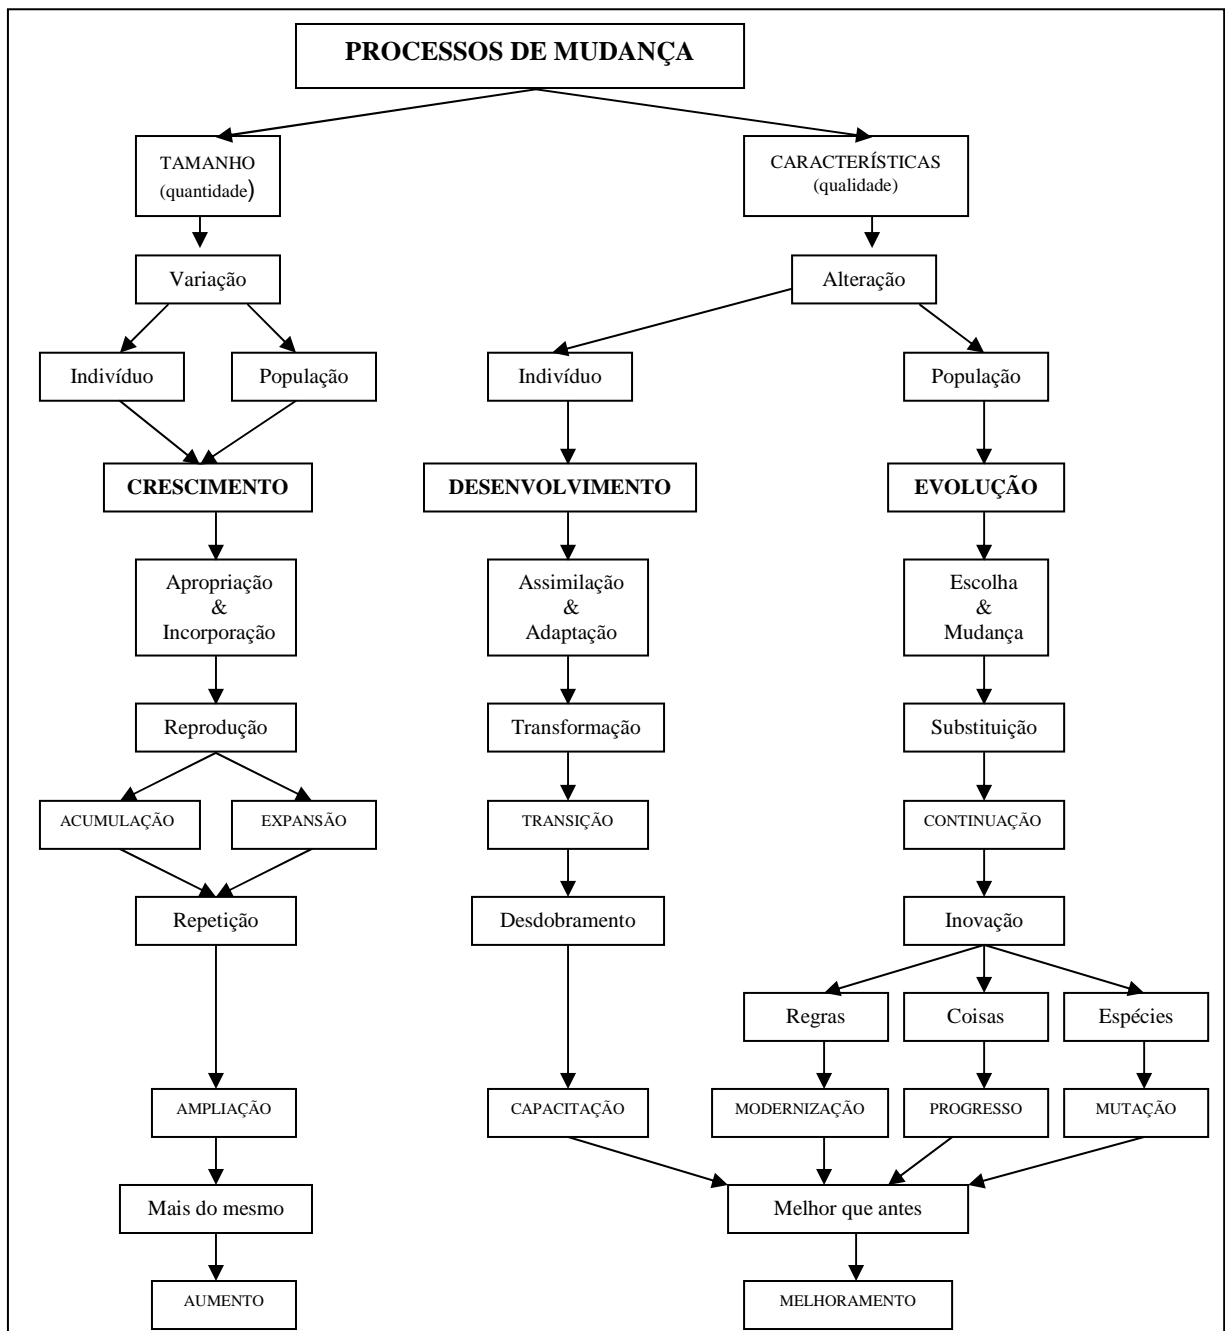 PROCESSOS DE MUDANÇA
TAMANHO
(quantidade)
CARACTERÍSTICAS
(qualidade)
Variação
Alteração
Indivíduo
População
Indivíduo
População
CRESCIMENTO
DESENVOLVIMENTO
EVOLUÇÃO
Apropriação
&
Incorporação
Assimilação
&
Adaptação
Escolha
&
Mudança
Reprodução
Transformação
Substituição
ACUMULAÇÃO
EXPANSÃO
TRANSIÇÃO
CONTINUAÇÃO
Repetição
Desdobramento
Inovação
Regras
Coisas
Espécies
AMPLIAÇÃO
CAPACITAÇÃO
MODERNIZAÇÃO
PROGRESSO
MUTAÇÃO
Mais do mesmo
Melhor que antes
AUMENTO
MELHORAMENTO